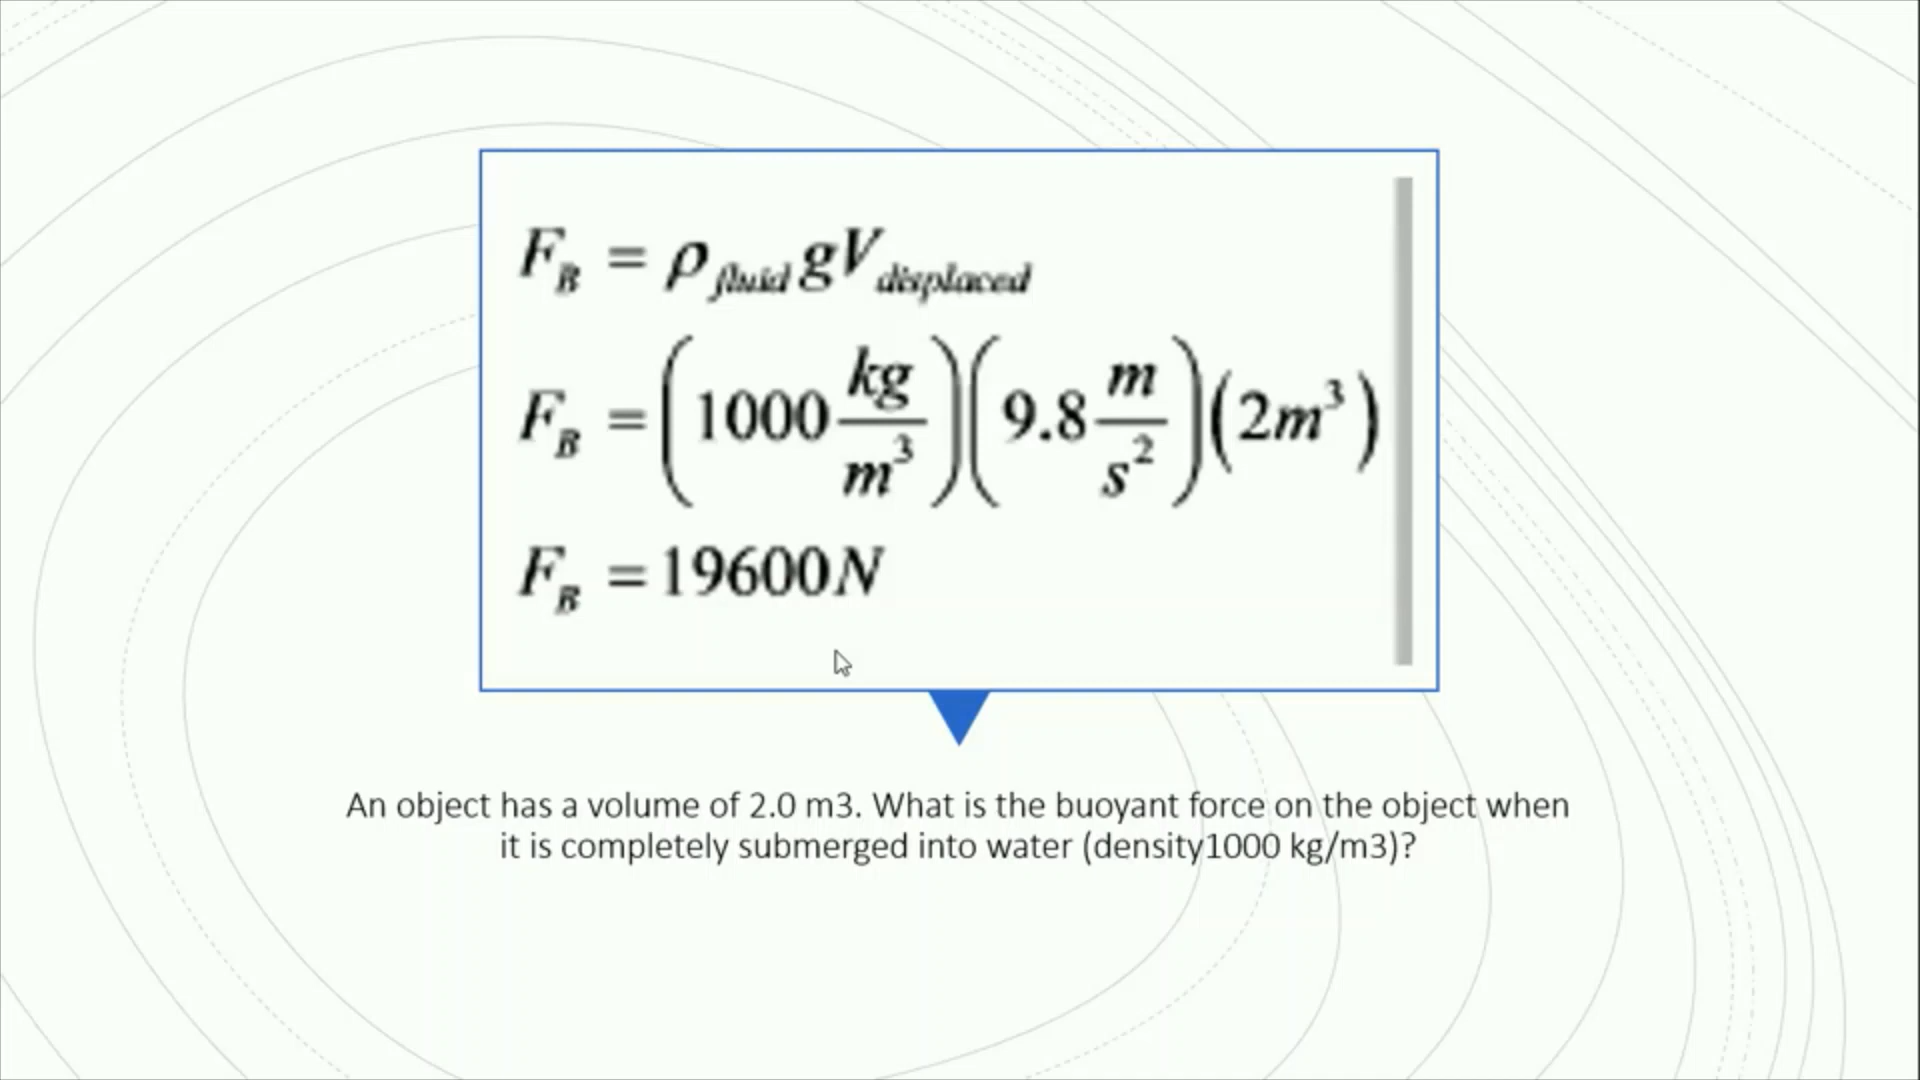 F_B = ρ_fluid gV_displaced
F_B = (1000 kg/m³)(9.8 m/s²)(2m³)
F_B = 19600N
An object has a volume of 2.0 m3. What is the buoyant force on the object when
it is completely submerged into water (density1000 kg/m3)?